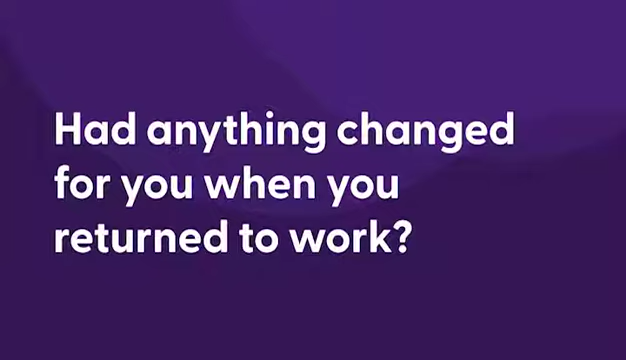 Had anything changed
for you when you
returned to work?